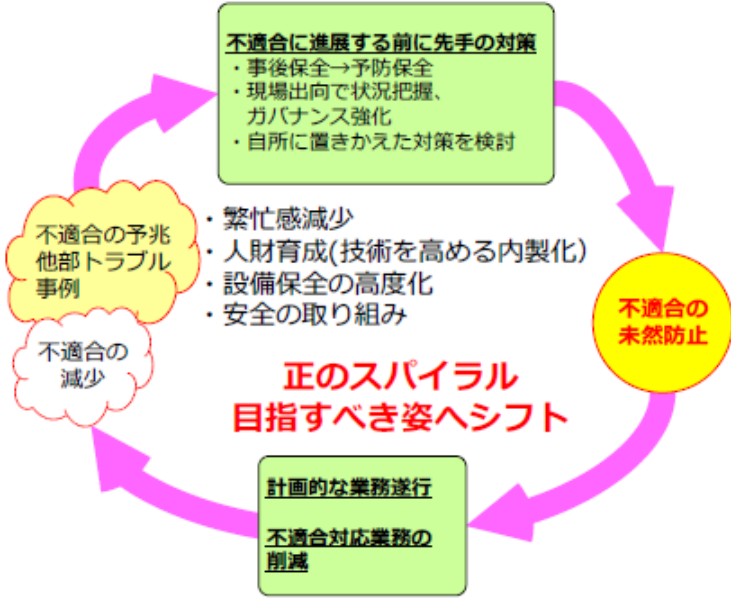 不適合に進展する前に先手の対策
・事後保全→予防保全
・現場出向で状況把握、
ガバナンス強化
・自所に置きかえた対策を検討
不適合の予兆
他部トラブル
事例
不適合の
減少
・繁忙感減少
・人財育成(技術を高める内製化)
・設備保全の高度化
・安全の取り組み
不適合の
未然防止
正のスパイラル
目指すべき姿へシフト
計画的な業務遂行
不適合対応業務の
削減